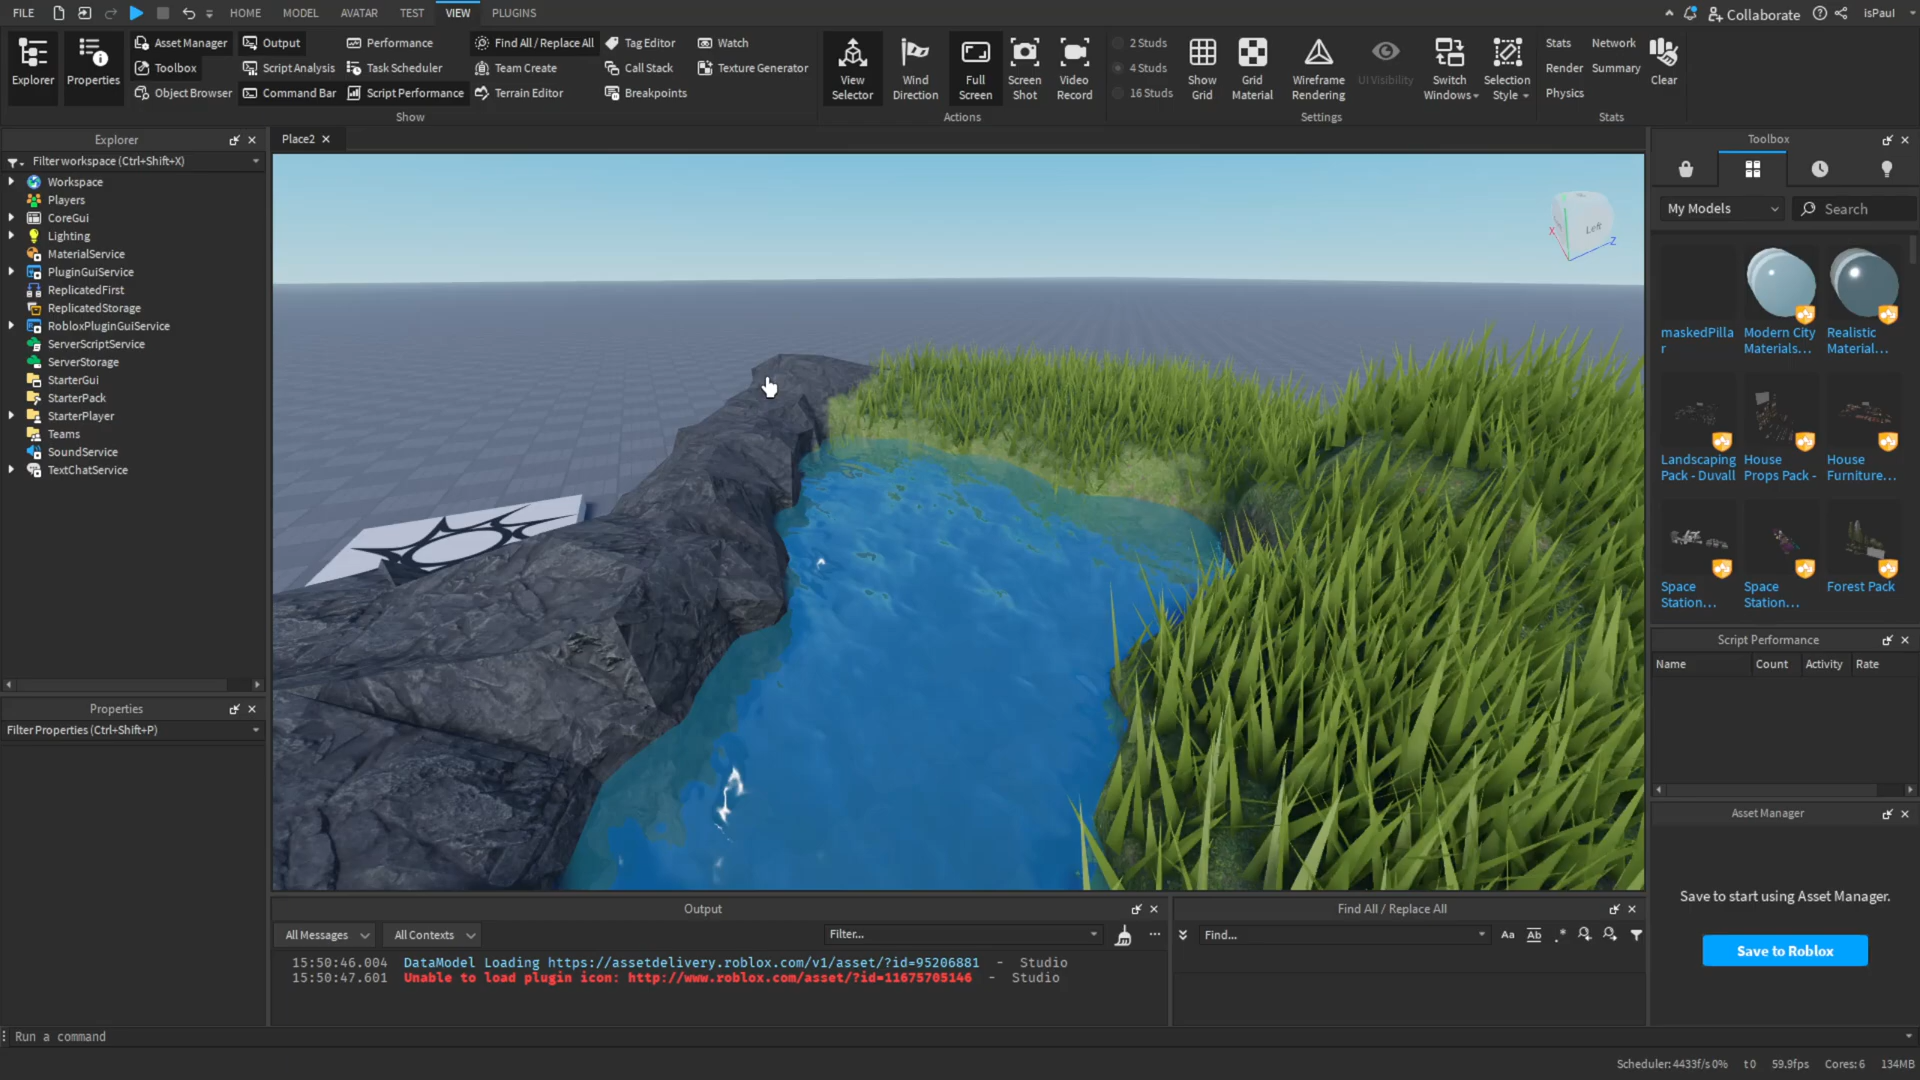 FILE HOME MODEL AVATAR TEST VIEW PLUGINS Collaborate isPaul
Explorer
Properties
Asset Manager
Toolbox
Object Browser
Output
Script Analysis
Command Bar
Performance
Task Scheduler
Script Performance
Find All / Replace All
Team Create
Terrain Editor
Tag Editor
Call Stack
Breakpoints
Watch
Texture Generator
Show
View
Selector
Wind
Direction
Full
Screen
Screen
Shot
Video
Record
Actions
2 Studs
4 Studs
16 Studs
Show
Grid
Grid
Material
Wireframe
Rendering
UI Visibility
Switch
Windows
Selection
Style
Settings
Stats
Render
Physics
Network
Summary
Clear
Stats
Explorer
Filter workspace (Ctrl+Shift+X)
Workspace
Players
CoreGui
Lighting
MaterialService
PluginGuiService
ReplicatedFirst
ReplicatedStorage
RobloxPluginGuiService
ServerScriptService
ServerStorage
StarterGui
StarterPack
StarterPlayer
Teams
SoundService
TextChatService
Properties
Filter Properties (Ctrl+Shift+P)
Place2
Left
X
Z
Output
All Messages All Contexts Filter...
15:50:46.004 DataModel Loading https://assetdelivery.roblox.com/v1/asset/?id=95206881 - Studio
15:50:47.601 Unable to load plugin icon: http://www.roblox.com/asset/?id=11675705146 - Studio
Find All / Replace All
Find... Aa Ab .*
Toolbox
My Models Search
maskedPilla
r
Modern City
Materials...
Realistic
Material...
Landscaping
Pack - Duvall
House
Props Pack -
House
Furniture...
Space
Station...
Space
Station...
Forest Pack
Script Performance
Name Count Activity Rate
Asset Manager
Save to start using Asset Manager.
Save to Roblox
Run a command
Scheduler: 4433f/s 0% t 0 59.9fps Cores: 6 134MB